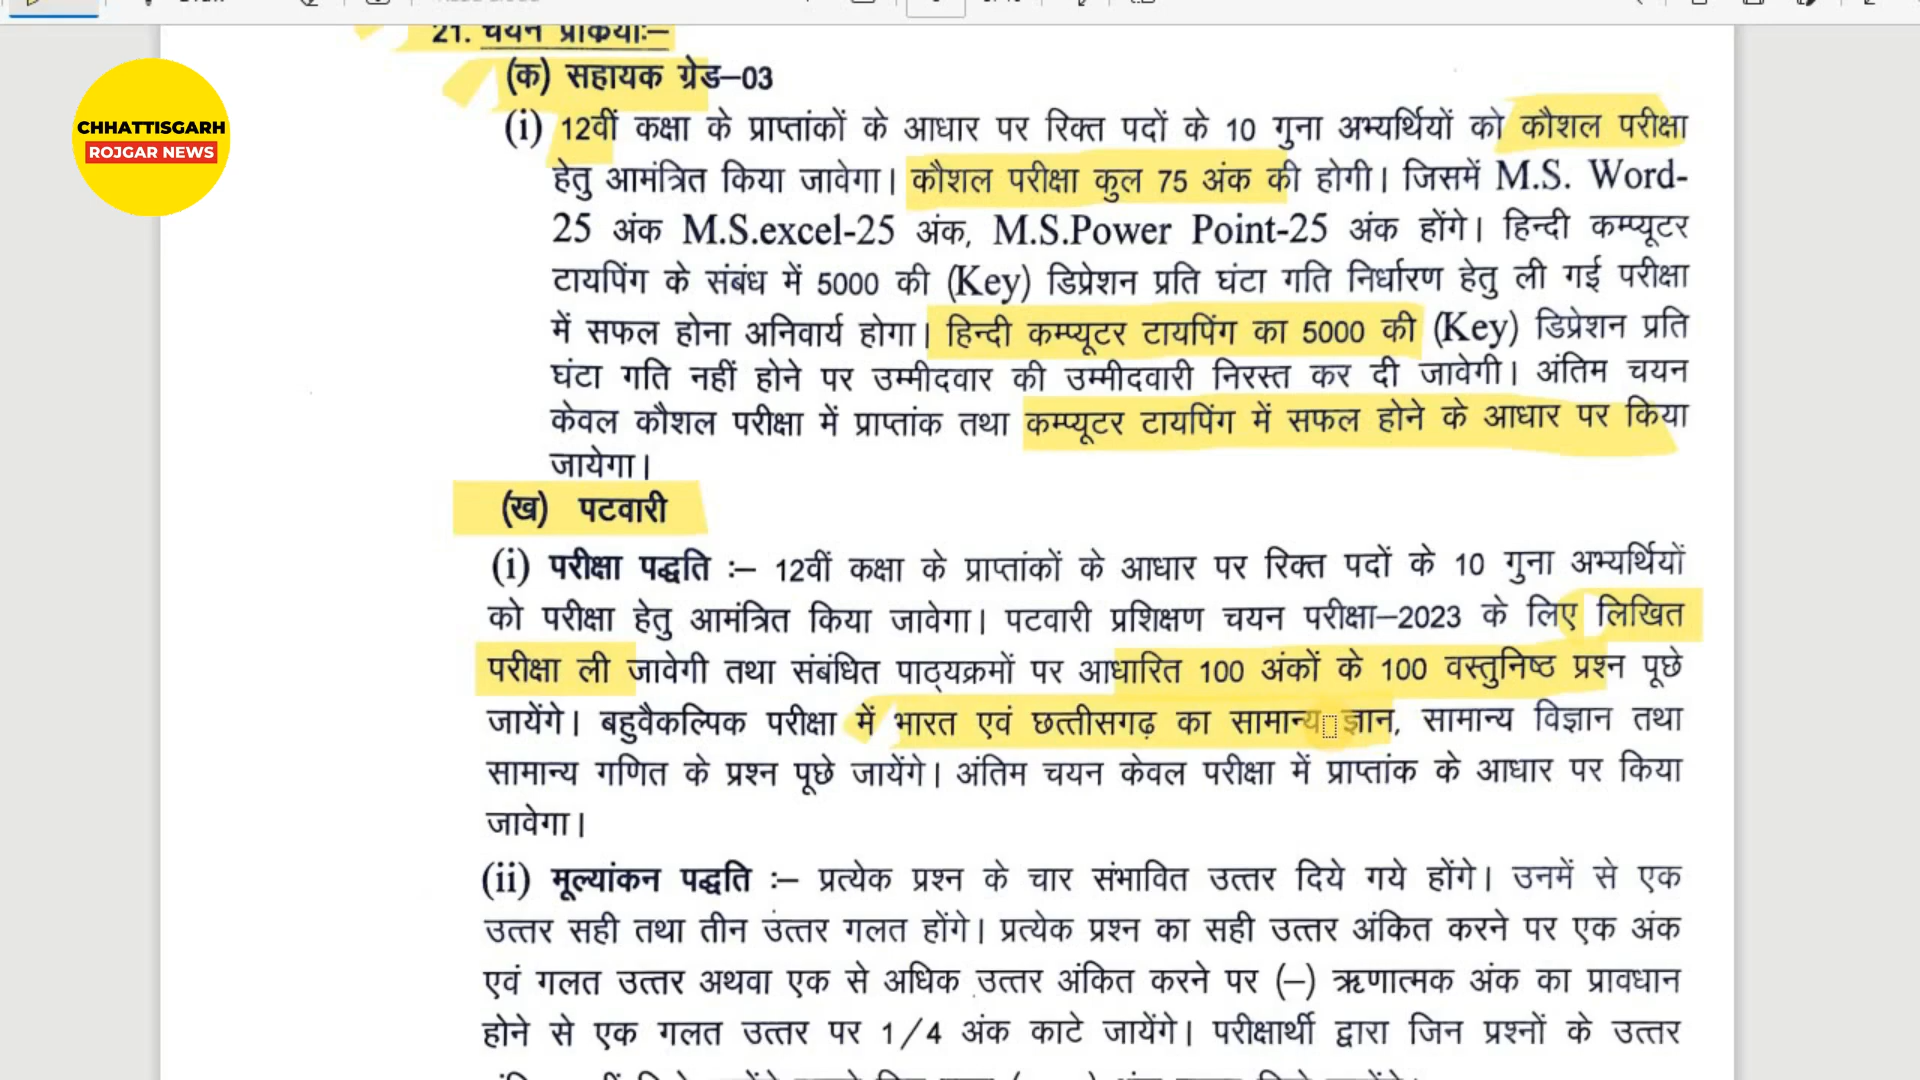 21. चयन प्रकियाः–
(क) सहायक ग्रेड–03
CHHATTISGARH
ROJGAR NEWS
(i) 12वीं कक्षा के प्राप्तांकों के आधार पर रिक्त पदों के 10 गुना अभ्यर्थियों को कौशल परीक्षा
हेतु आमंत्रित किया जावेगा। कौशल परीक्षा कुल 75 अंक की होगी। जिसमें M.S. Word-
25 अंक M.S.excel-25 अंक, M.S.Power Point-25 अंक होंगे। हिन्दी कम्प्यूटर
टायपिंग के संबंध में 5000 की (Key) डिप्रेशन प्रति घंटा गति निर्धारण हेतु ली गई परीक्षा
में सफल होना अनिवार्य होगा। हिन्दी कम्प्यूटर टायपिंग का 5000 की (Key) डिप्रेशन प्रति
घंटा गति नहीं होने पर उम्मीदवार की उम्मीदवारी निरस्त कर दी जावेगी। अंतिम चयन
केवल कौशल परीक्षा में प्राप्तांक तथा कम्प्यूटर टायपिंग में सफल होने के आधार पर किया
जायेगा।
(ख) पटवारी
(i) परीक्षा पद्धति :– 12वीं कक्षा के प्राप्तांकों के आधार पर रिक्त पदों के 10 गुना अभ्यर्थियों
को परीक्षा हेतु आमंत्रित किया जावेगा। पटवारी प्रशिक्षण चयन परीक्षा–2023 के लिए लिखित
परीक्षा ली जावेगी तथा संबंधित पाठ्यक्रमों पर आधारित 100 अंकों के 100 वस्तुनिष्ठ प्रश्न पूछे
जायेंगे। बहुवैकल्पिक परीक्षा में भारत एवं छत्तीसगढ़ का सामान्य ज्ञान, सामान्य विज्ञान तथा
सामान्य गणित के प्रश्न पूछे जायेंगे। अंतिम चयन केवल परीक्षा में प्राप्तांक के आधार पर किया
जावेगा।
(ii) मूल्यांकन पद्धति :– प्रत्येक प्रश्न के चार संभावित उत्तर दिये गये होंगे। उनमें से एक
उत्तर सही तथा तीन उत्तर गलत होंगे। प्रत्येक प्रश्न का सही उत्तर अंकित करने पर एक अंक
एवं गलत उत्तर अथवा एक से अधिक उत्तर अंकित करने पर (–) ऋणात्मक अंक का प्रावधान
होने से एक गलत उत्तर पर 1/4 अंक काटे जायेंगे। परीक्षार्थी द्वारा जिन प्रश्नों के उत्तर